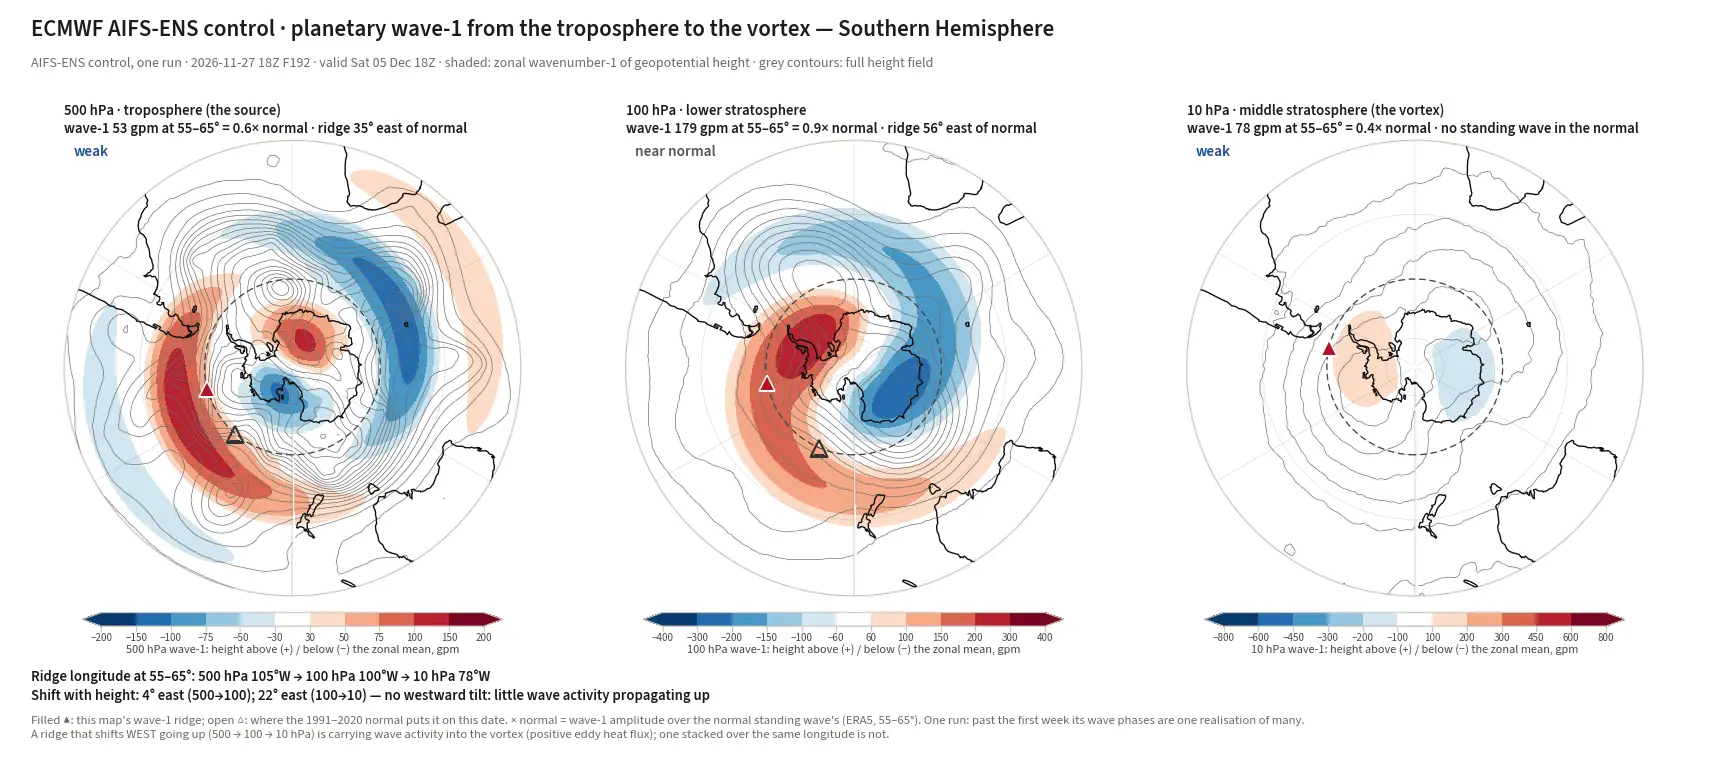 ECMWF AIFS-ENS control · planetary wave-1 from the troposphere to the vortex — Southern Hemisphere
AIFS-ENS control, one run · 2026-11-27 18Z F192 · valid Sat 05 Dec 18Z · shaded: zonal wavenumber-1 of geopotential height · grey contours: full height field
500 hPa · troposphere (the source)
wave-1 53 gpm at 55–65° = 0.6× normal · ridge 35° east of normal
weak
100 hPa · lower stratosphere
wave-1 179 gpm at 55–65° = 0.9× normal · ridge 56° east of normal
near normal
10 hPa · middle stratosphere (the vortex)
wave-1 78 gpm at 55–65° = 0.4× normal · no standing wave in the normal
weak
−200 −150 −100 −75 −50 −30 30 50 75 100 150 200
500 hPa wave-1: height above (+) / below (−) the zonal mean, gpm
−400 −300 −200 −150 −100 −60 60 100 150 200 300 400
100 hPa wave-1: height above (+) / below (−) the zonal mean, gpm
−800 −600 −450 −300 −200 −100 100 200 300 450 600 800
10 hPa wave-1: height above (+) / below (−) the zonal mean, gpm
Ridge longitude at 55–65°: 500 hPa 105°W → 100 hPa 100°W → 10 hPa 78°W
Shift with height: 4° east (500→100); 22° east (100→10) — no westward tilt: little wave activity propagating up
Filled ▲: this map's wave-1 ridge; open △: where the 1991–2020 normal puts it on this date. × normal = wave-1 amplitude over the normal standing wave's (ERA5, 55–65°). One run: past the first week its wave phases are one realisation of many.
A ridge that shifts WEST going up (500 → 100 → 10 hPa) is carrying wave activity into the vortex (positive eddy heat flux); one stacked over the same longitude is not.